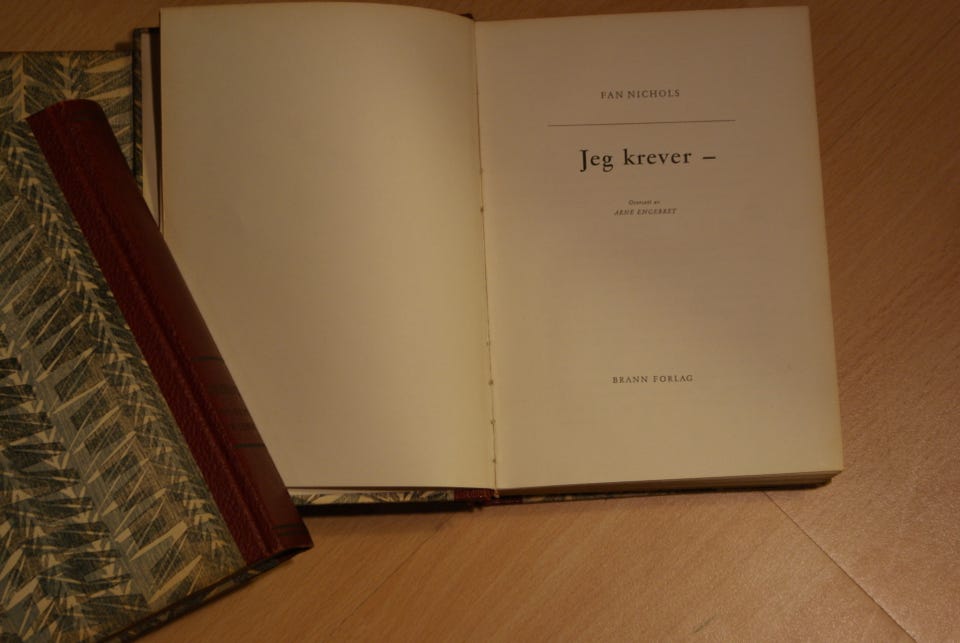 FAN NICHOLS
Jeg krever –
Oversatt av
ARNE ENGEBRET
BRANN FORLAG